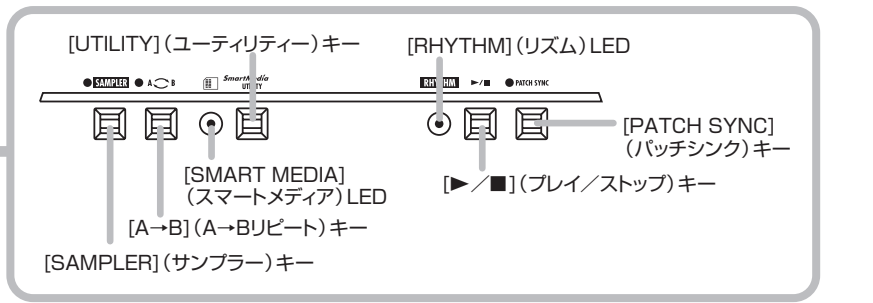 [UTILITY]（ユーティリティー）キー
[RHYTHM]（リズム）LED
SAMPLER A B SmartMedia
UTILITY
RHYTHM ►/■ PATCH SYNC
[PATCH SYNC]
（パッチシンク）キー
[SMART MEDIA]
（スマートメディア）LED
[►／■]（プレイ／ストップ）キー
[A→B]（A→Bリピート）キー
[SAMPLER]（サンプラー）キー